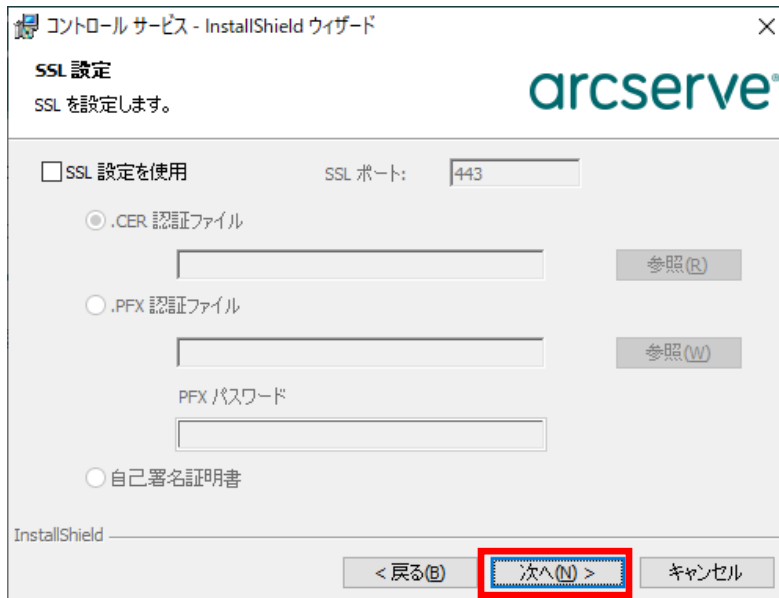 コントロール サービス - InstallShield ウィザード
SSL 設定
SSL を設定します。
arcserve®
SSL 設定を使用 SSL ポート: 443
.CER 認証ファイル
参照(R)
.PFX 認証ファイル
参照(W)
PFX パスワード
自己署名証明書
InstallShield
< 戻る(B) 次へ(N) > キャンセル